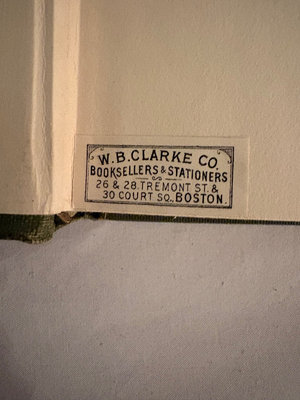 W.B.CLARKE CO.
BOOKSELLERS & STATIONERS
26 & 28.TREMONT ST. &
30 COURT SQ., BOSTON.